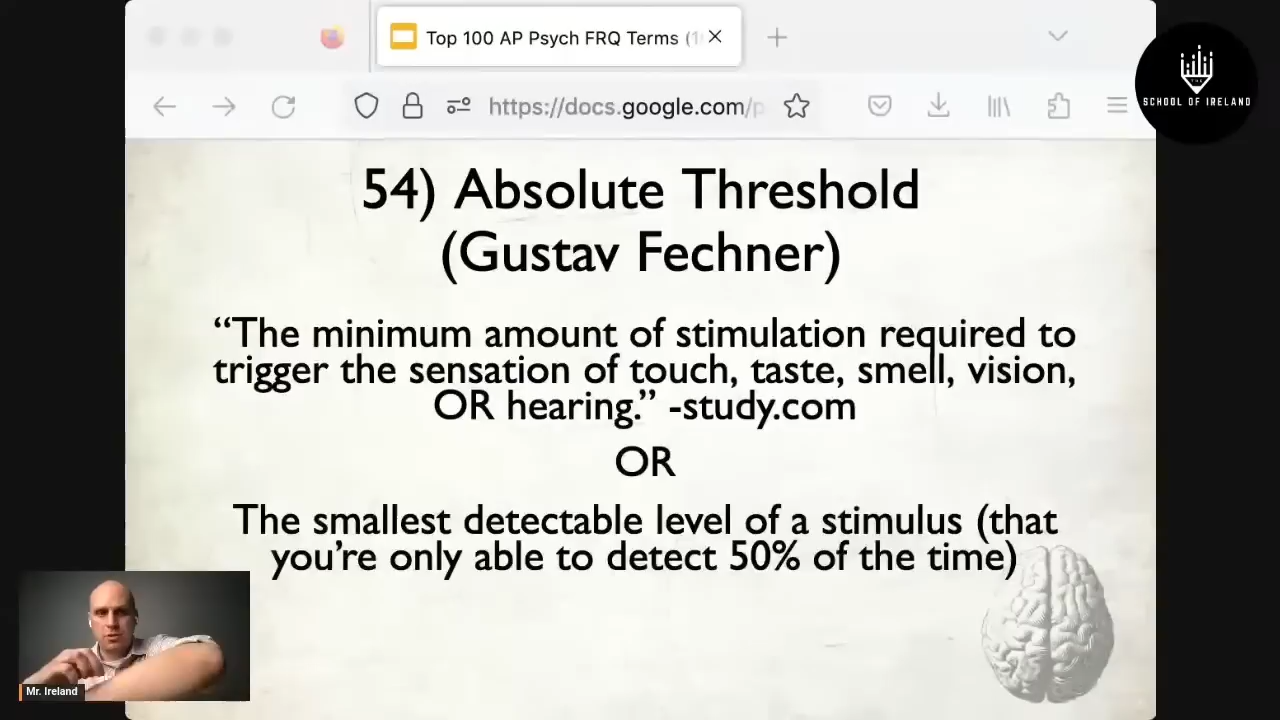 Top 100 AP Psych FRQ Terms (1
https://docs.google.com/p
THE
SCHOOL OF IRELAND
54) Absolute Threshold
(Gustav Fechner)
“The minimum amount of stimulation required to
trigger the sensation of touch, taste, smell, vision,
OR hearing.” -study.com
OR
The smallest detectable level of a stimulus (that
you’re only able to detect 50% of the time)
Mr. Ireland